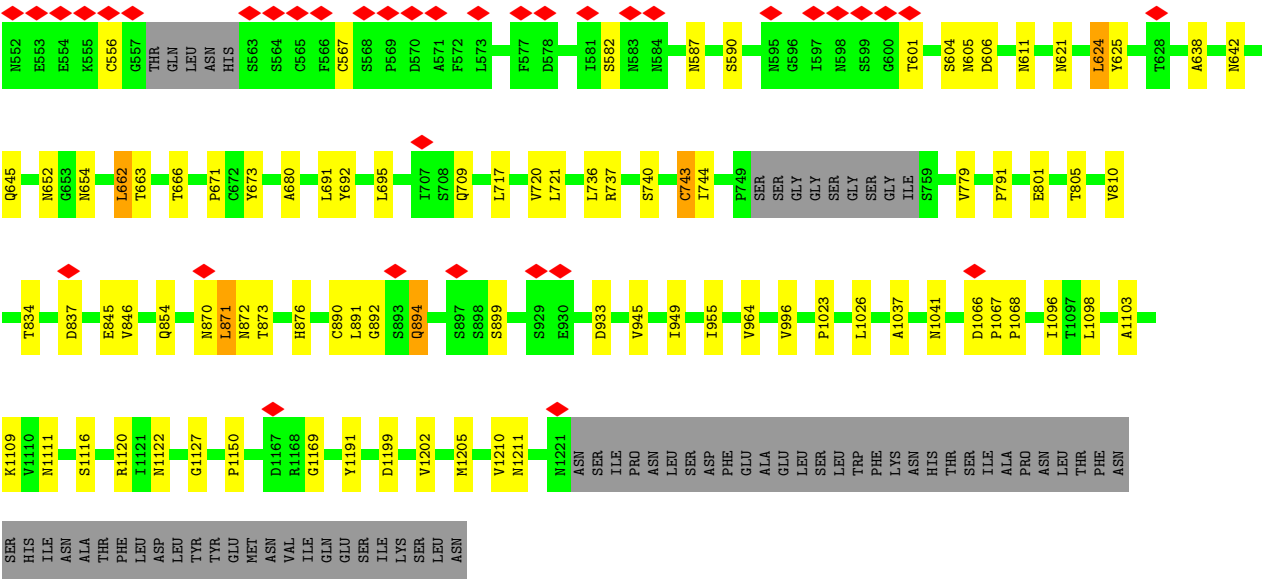 N552 E553 E554 K555 C556 G557 THR GLN LEU ASN HIS S563 S564 C565 F566 C567 S568 P569 D570 A571 F572 L573 F577 D578 I581 S582 N583 N584 N587 S590 N595 G596 I597 N598 S599 G600 T601 S604 N605 D606 N611 N621 L624 Y625 T628 A638 N642
Q645 N652 G653 N654 L662 T663 T666 P671 C672 Y673 A680 L691 Y692 L695 I707 S708 Q709 L717 V720 L721 L736 R737 S740 C743 I744 P749 SER SER GLY GLY SER GLY SER GLY ILE S759 V779 P791 E801 T805 V810
T834 D837 E845 V846 Q854 N870 L871 N872 T873 H876 C890 L891 G892 S893 Q894 S897 S898 S899 S929 E930 D933 V945 I949 I955 V964 V996 P1023 L1026 A1037 N1041 D1066 P1067 P1068 I1096 T1097 L1098 A1103
K1109 V1110 N1111 S1116 R1120 I1121 N1122 G1127 P1150 D1167 R1168 G1169 Y1191 D1199 V1202 M1205 V1210 N1211 N1221 ASN SER ILE PRO ASN LEU SER ASP PHE GLU ALA GLU LEU SER LEU TRP PHE LYS ASN HIS THR SER ILE ALA PRO ASN LEU THR PHE ASN
SER HIS ILE ASN ALA THR PHE LEU ASP LEU TYR TYR GLU MET ASN VAL ILE GLN GLU SER ILE LYS SER LEU ASN